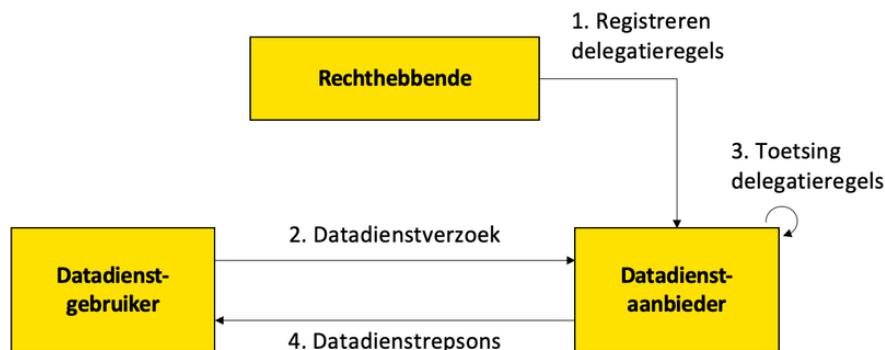 1. Registreren
delegatieregels
Rechthebbende
3. Toetsing
delegatieregels
2. Datadienstverzoek
Datadienst-
gebruiker
Datadienst-
aanbieder
4. Datadienstrepsons